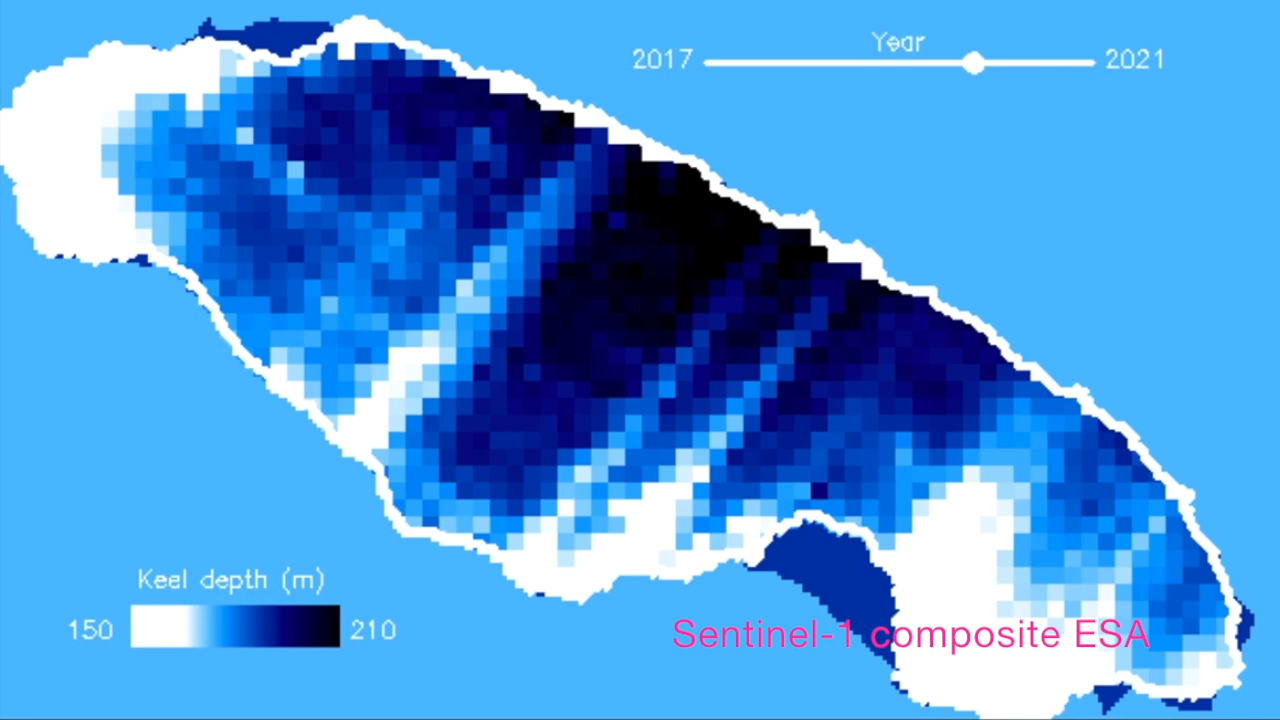 Year
2017 2021
Keel depth (m)
150 210
Sentinel-1 composite ESA